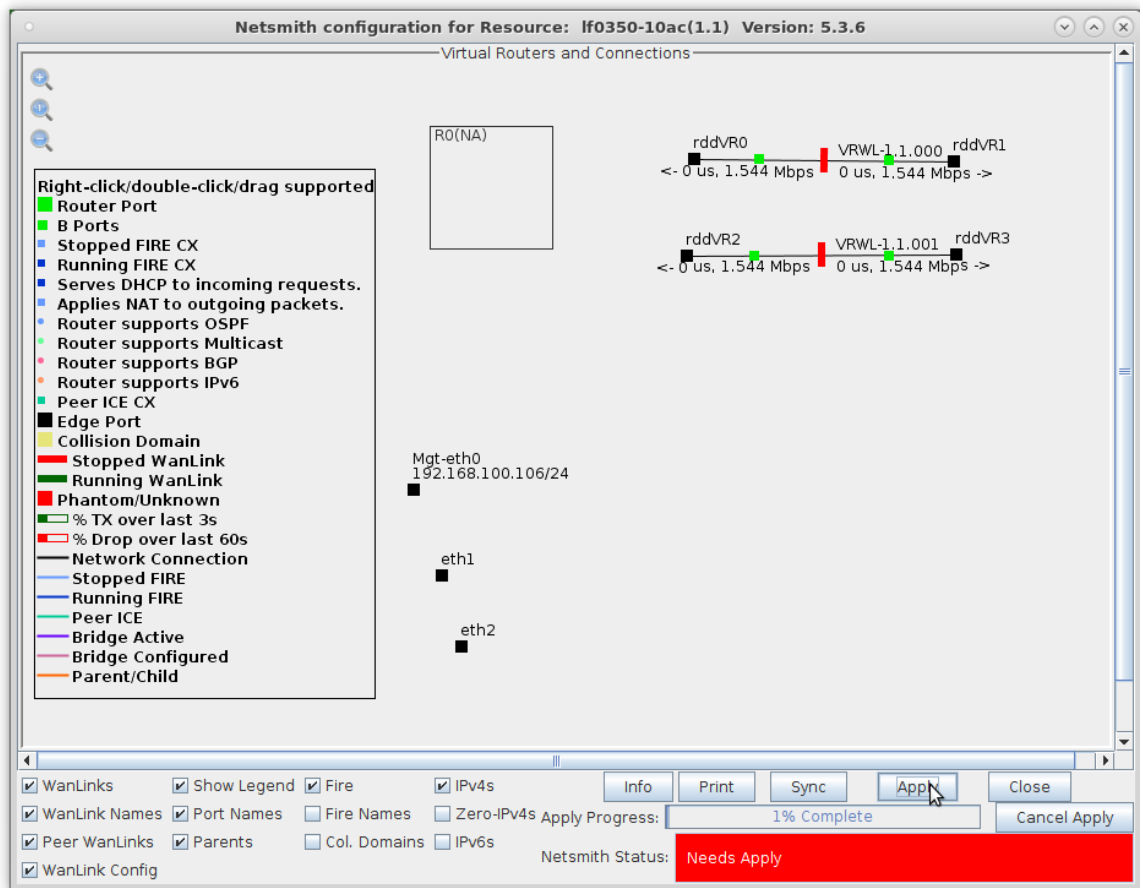 Netsmith configuration for Resource: lf0350-10ac(1.1) Version: 5.3.6
Virtual Routers and Connections
R0(NA)
rddVR0
VRWL-1.1.000
rddVR1
<- 0 us, 1.544 Mbps
0 us, 1.544 Mbps ->
rddVR2
VRWL-1.1.001
rddVR3
<- 0 us, 1.544 Mbps
0 us, 1.544 Mbps ->
Right-click/double-click/drag supported
Router Port
B Ports
Stopped FIRE CX
Running FIRE CX
Serves DHCP to incoming requests.
Applies NAT to outgoing packets.
Router supports OSPF
Router supports Multicast
Router supports BGP
Router supports IPv6
Peer ICE CX
Edge Port
Collision Domain
Stopped WanLink
Running WanLink
Phantom/Unknown
% TX over last 3s
% Drop over last 60s
Network Connection
Stopped FIRE
Running FIRE
Peer ICE
Bridge Active
Bridge Configured
Parent/Child
Mgt-eth0
192.168.100.106/24
eth1
eth2
WanLinks
Show Legend
Fire
IPv4s
Info
Print
Sync
Apply
Close
WanLink Names
Port Names
Fire Names
Zero-IPv4s
Apply Progress:
1% Complete
Cancel Apply
Peer WanLinks
Parents
Col. Domains
IPv6s
Netsmith Status:
Needs Apply
WanLink Config